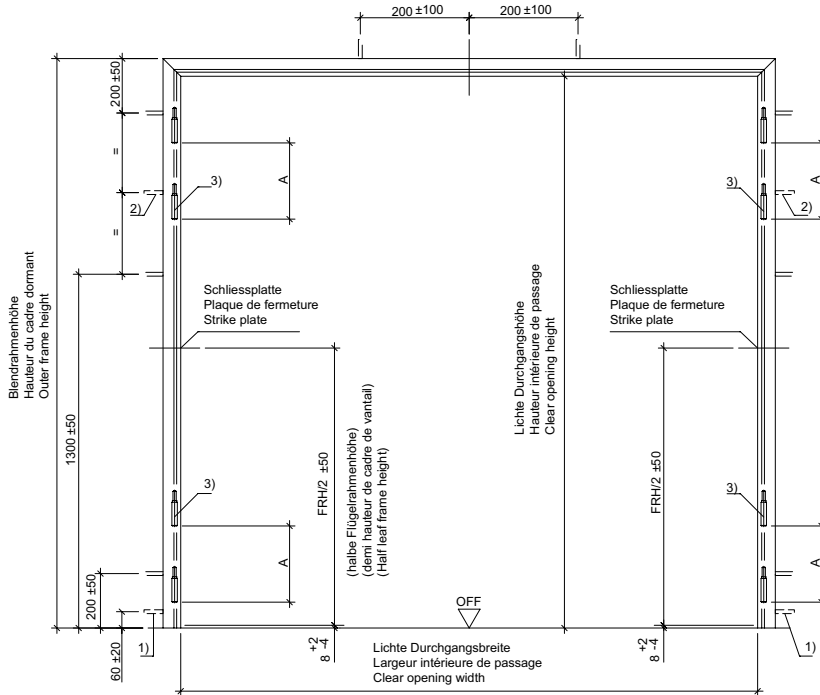 200 ±100
200 ±100
200 ±50
=
A
3)
2)
=
Blendrahmenhöhe
Hauteur du cadre dormant
Outer frame height
1300 ±50
Schliessplatte
Plaque de fermeture
Strike plate
FRH/2 ±50
(halbe Flügelrahmenhöhe)
(demi hauteur de cadre de vantail)
(Half leaf frame height)
Lichte Durchgangshöhe
Hauteur intérieure de passage
Clear opening height
3)
A
2)
Schliessplatte
Plaque de fermeture
Strike plate
FRH/2 ±50
3)
A
3)
A
200 ±50
60 ±20
1)
+2
8 -4
OFF
Lichte Durchgangsbreite
Largeur intérieure de passage
Clear opening width
+2
8 -4
1)